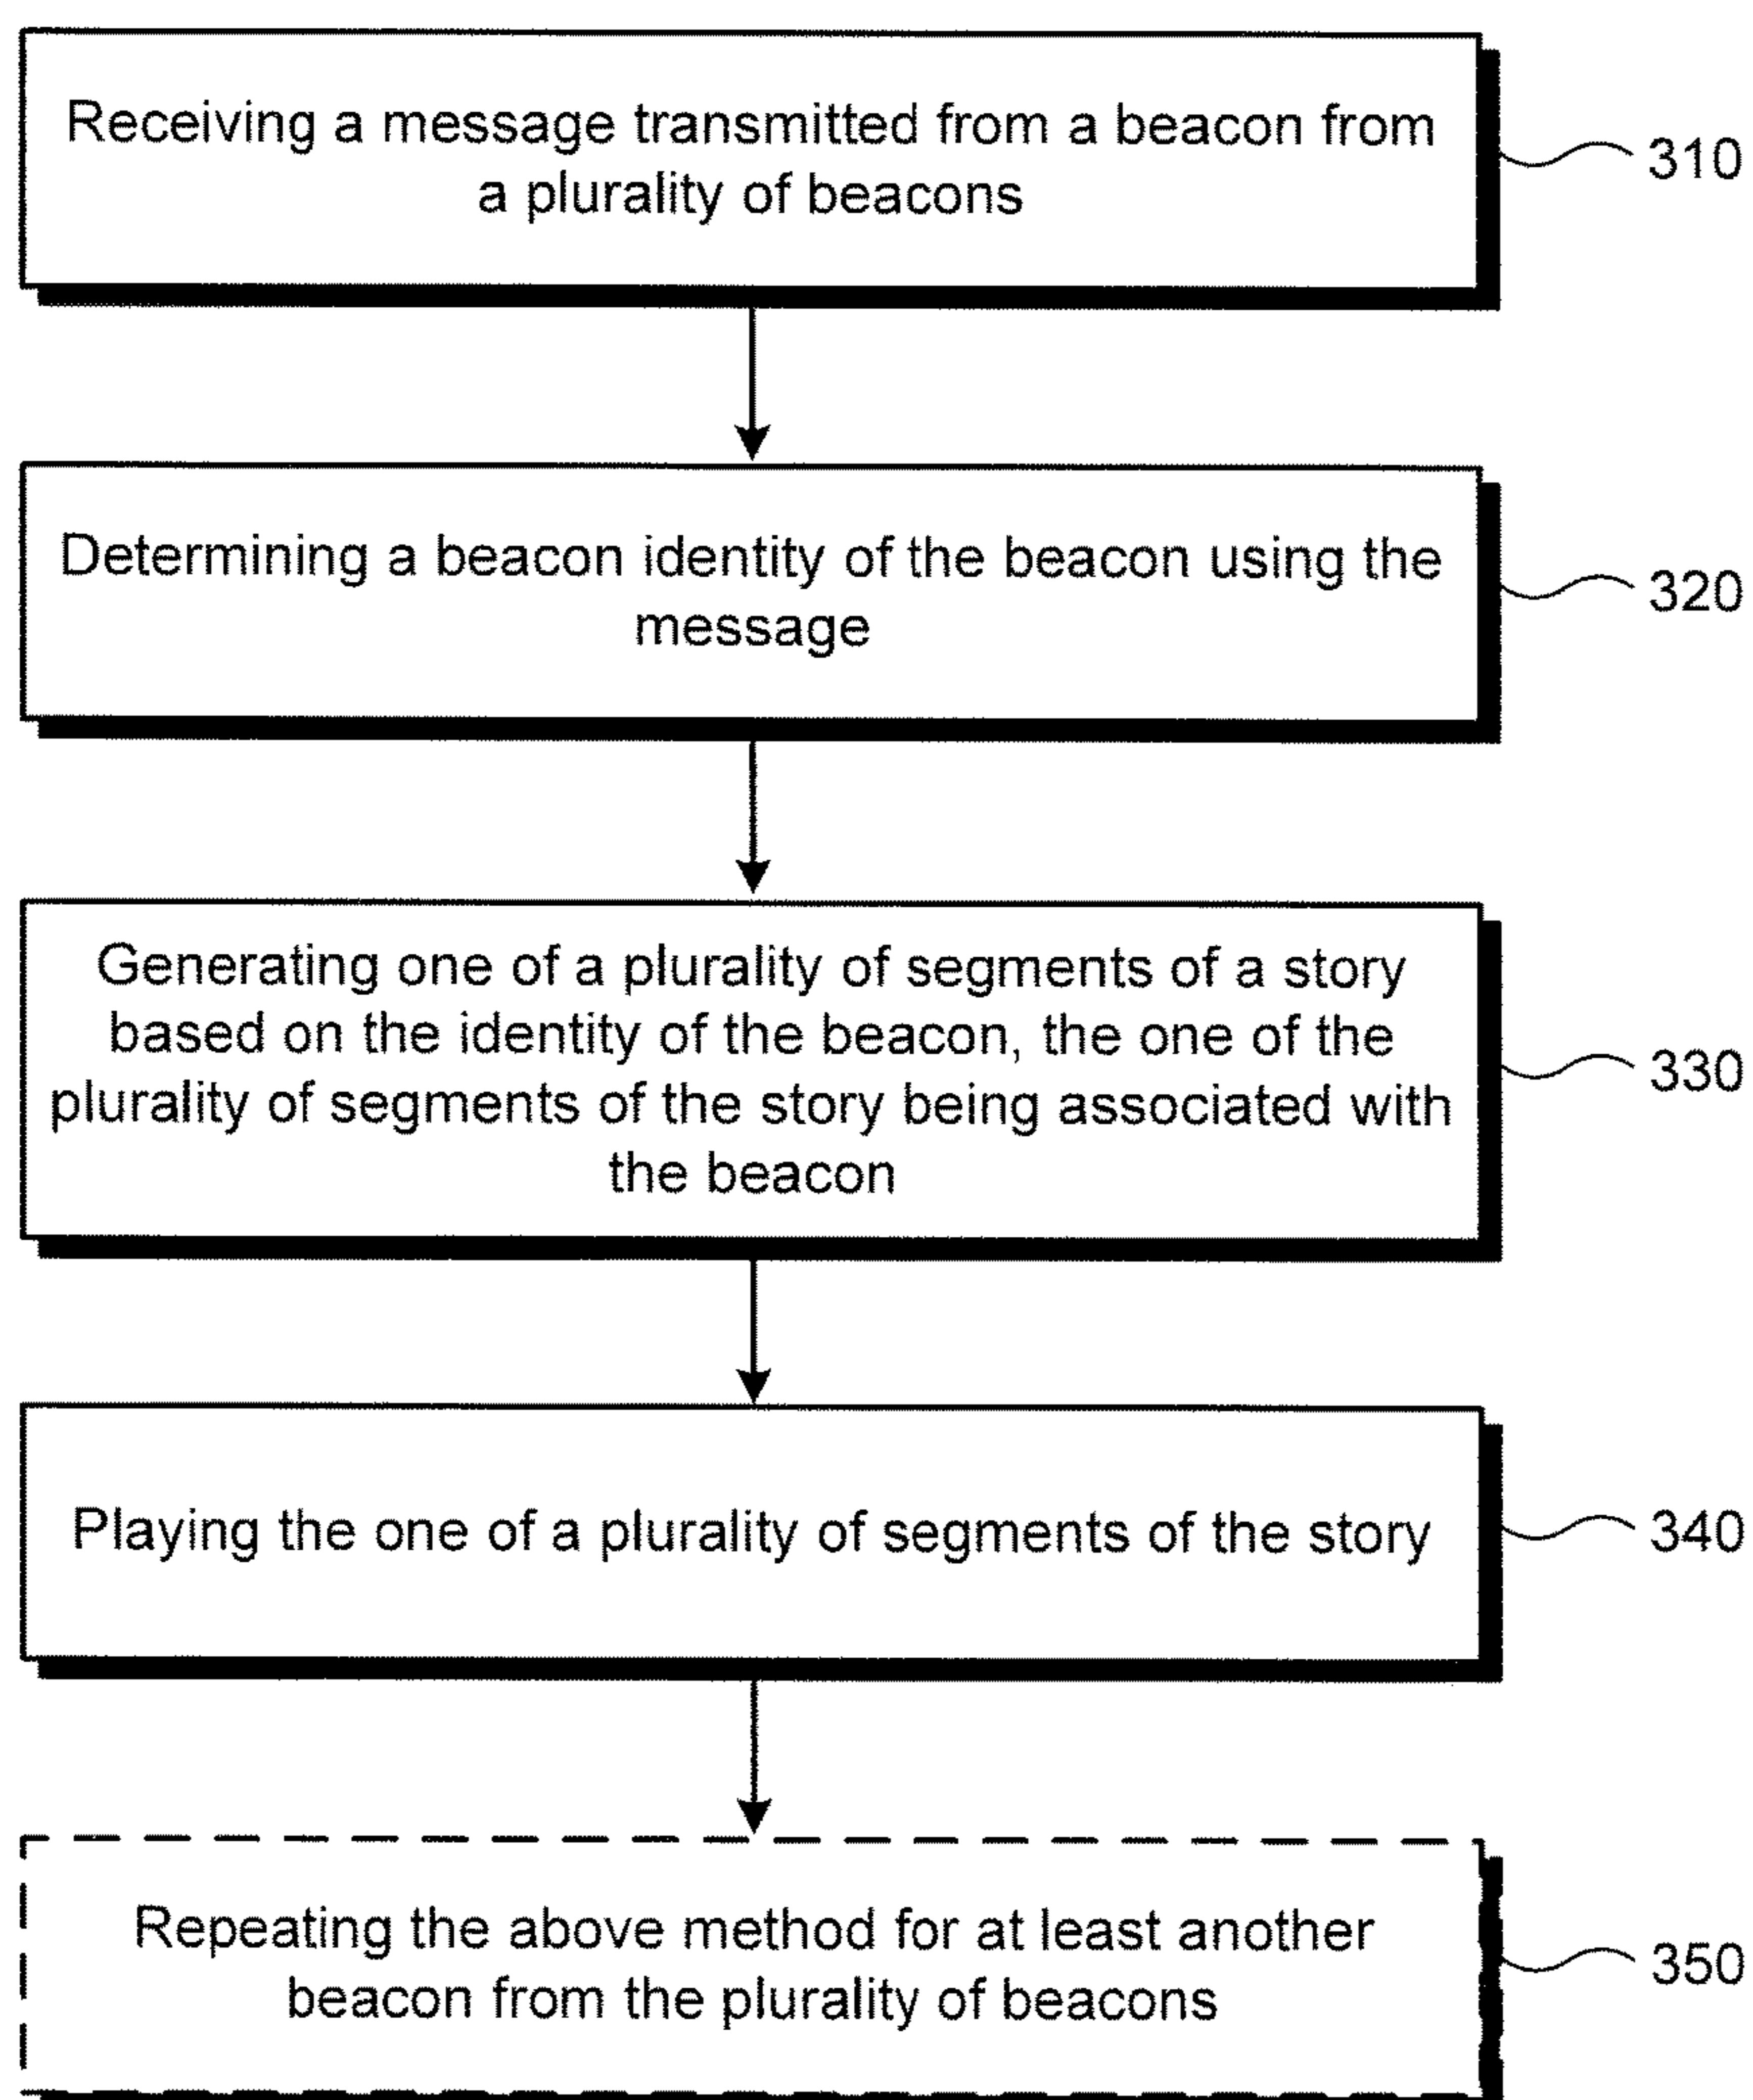 Receiving a message transmitted from a beacon from
a plurality of beacons
310
Determining a beacon identity of the beacon using the
message
320
Generating one of a plurality of segments of a story
based on the identity of the beacon, the one of the
plurality of segments of the story being associated with
the beacon
330
Playing the one of a plurality of segments of the story
340
Repeating the above method for at least another
beacon from the plurality of beacons
350